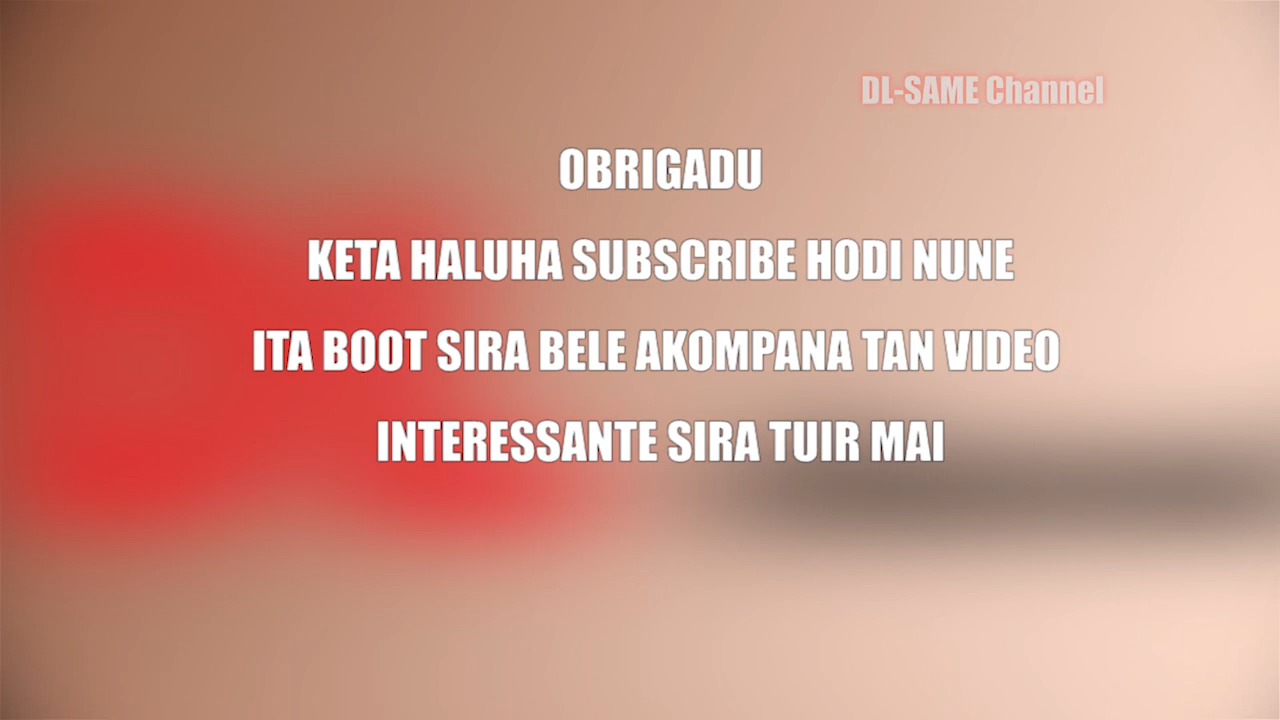 DL-SAME Channel
OBRIGADU
KETA HALUHA SUBSCRIBE HODI NUNE
ITA BOOT SIRA BELE AKOMPANA TAN VIDEO
INTERESSANTE SIRA TUIR MAI